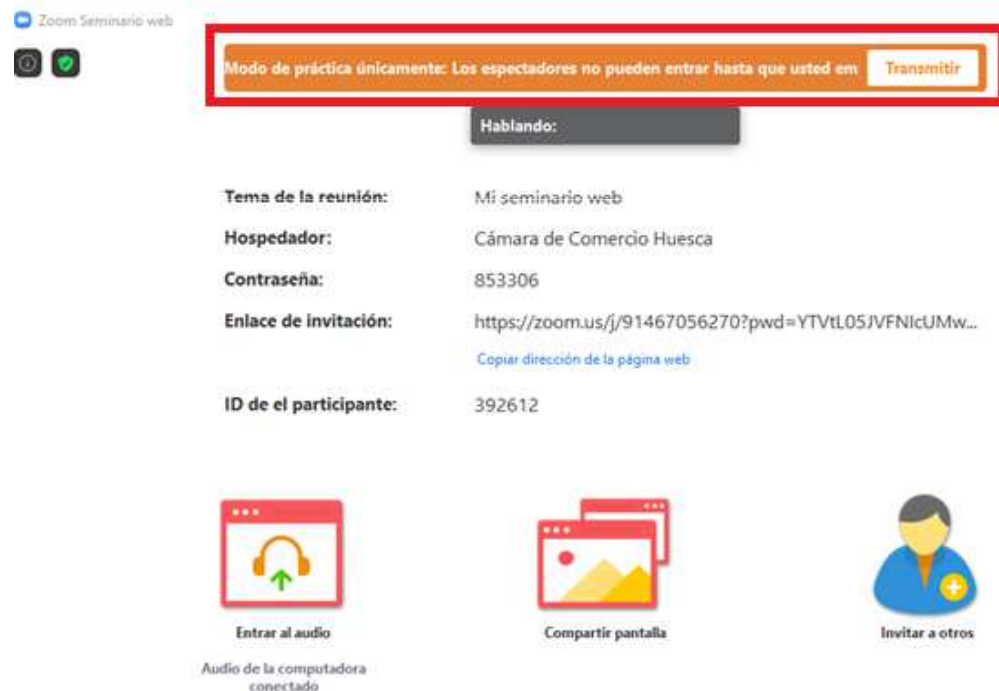 Zoom Seminario web
Modo de práctica únicamente: Los espectadores no pueden entrar hasta que usted em
Transmitir
Hablando:
Tema de la reunión: Mi seminario web
Hospedador: Cámara de Comercio Huesca
Contraseña: 853306
Enlace de invitación: https://zoom.us/j/91467056270?pwd=YTVtL05JVFNIcUMw...
Copiar dirección de la página web
ID de el participante: 392612
Entrar al audio
Compartir pantalla
Invitar a otros
Audio de la computadora
conectado